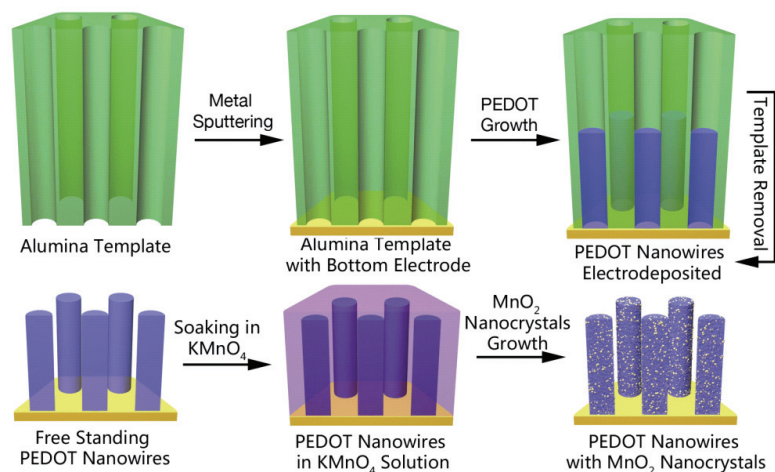 Metal
Sputtering
PEDOT
Growth
Template Removal
Alumina Template
Alumina Template
with Bottom Electrode
PEDOT Nanowires
Electrodeposited
Soaking in
KMnO₄
MnO₂
Nanocrystals
Growth
Free Standing
PEDOT Nanowires
PEDOT Nanowires
in KMnO₄ Solution
PEDOT Nanowires
with MnO₂ Nanocrystals